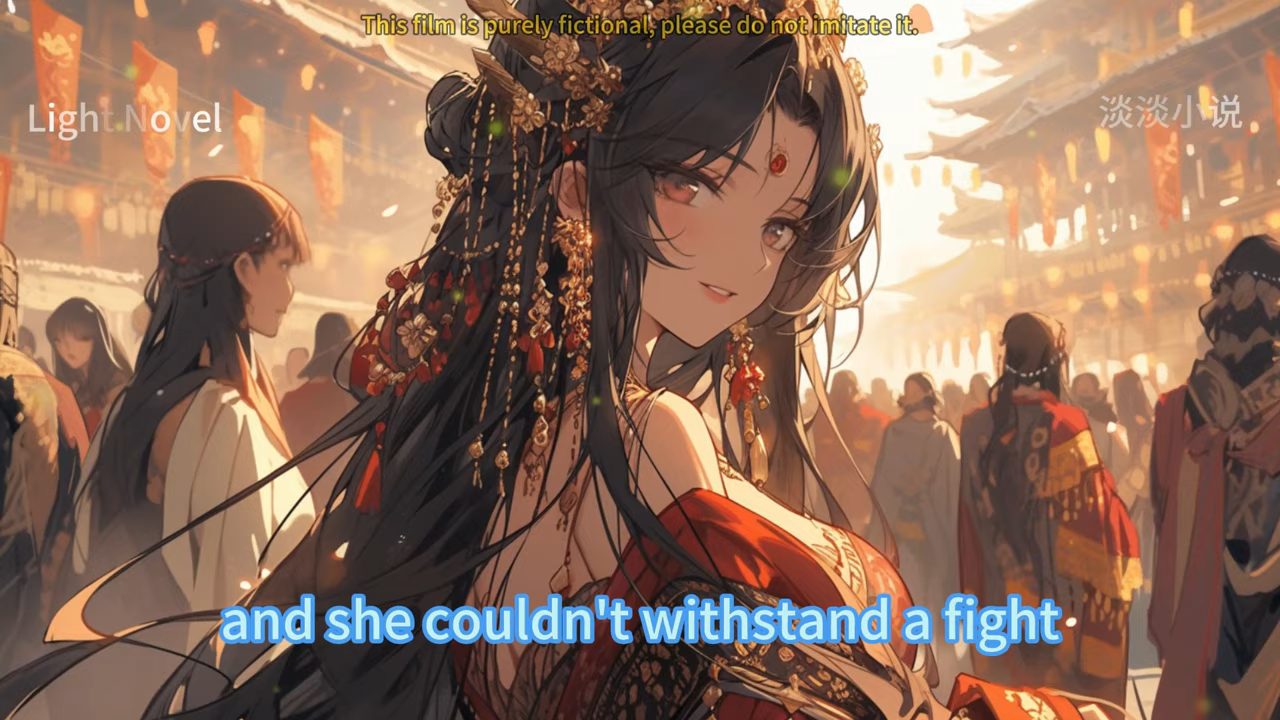 This film is purely fictional, please do not imitate it.
Light Novel
淡淡小说
and she couldn't withstand a fight